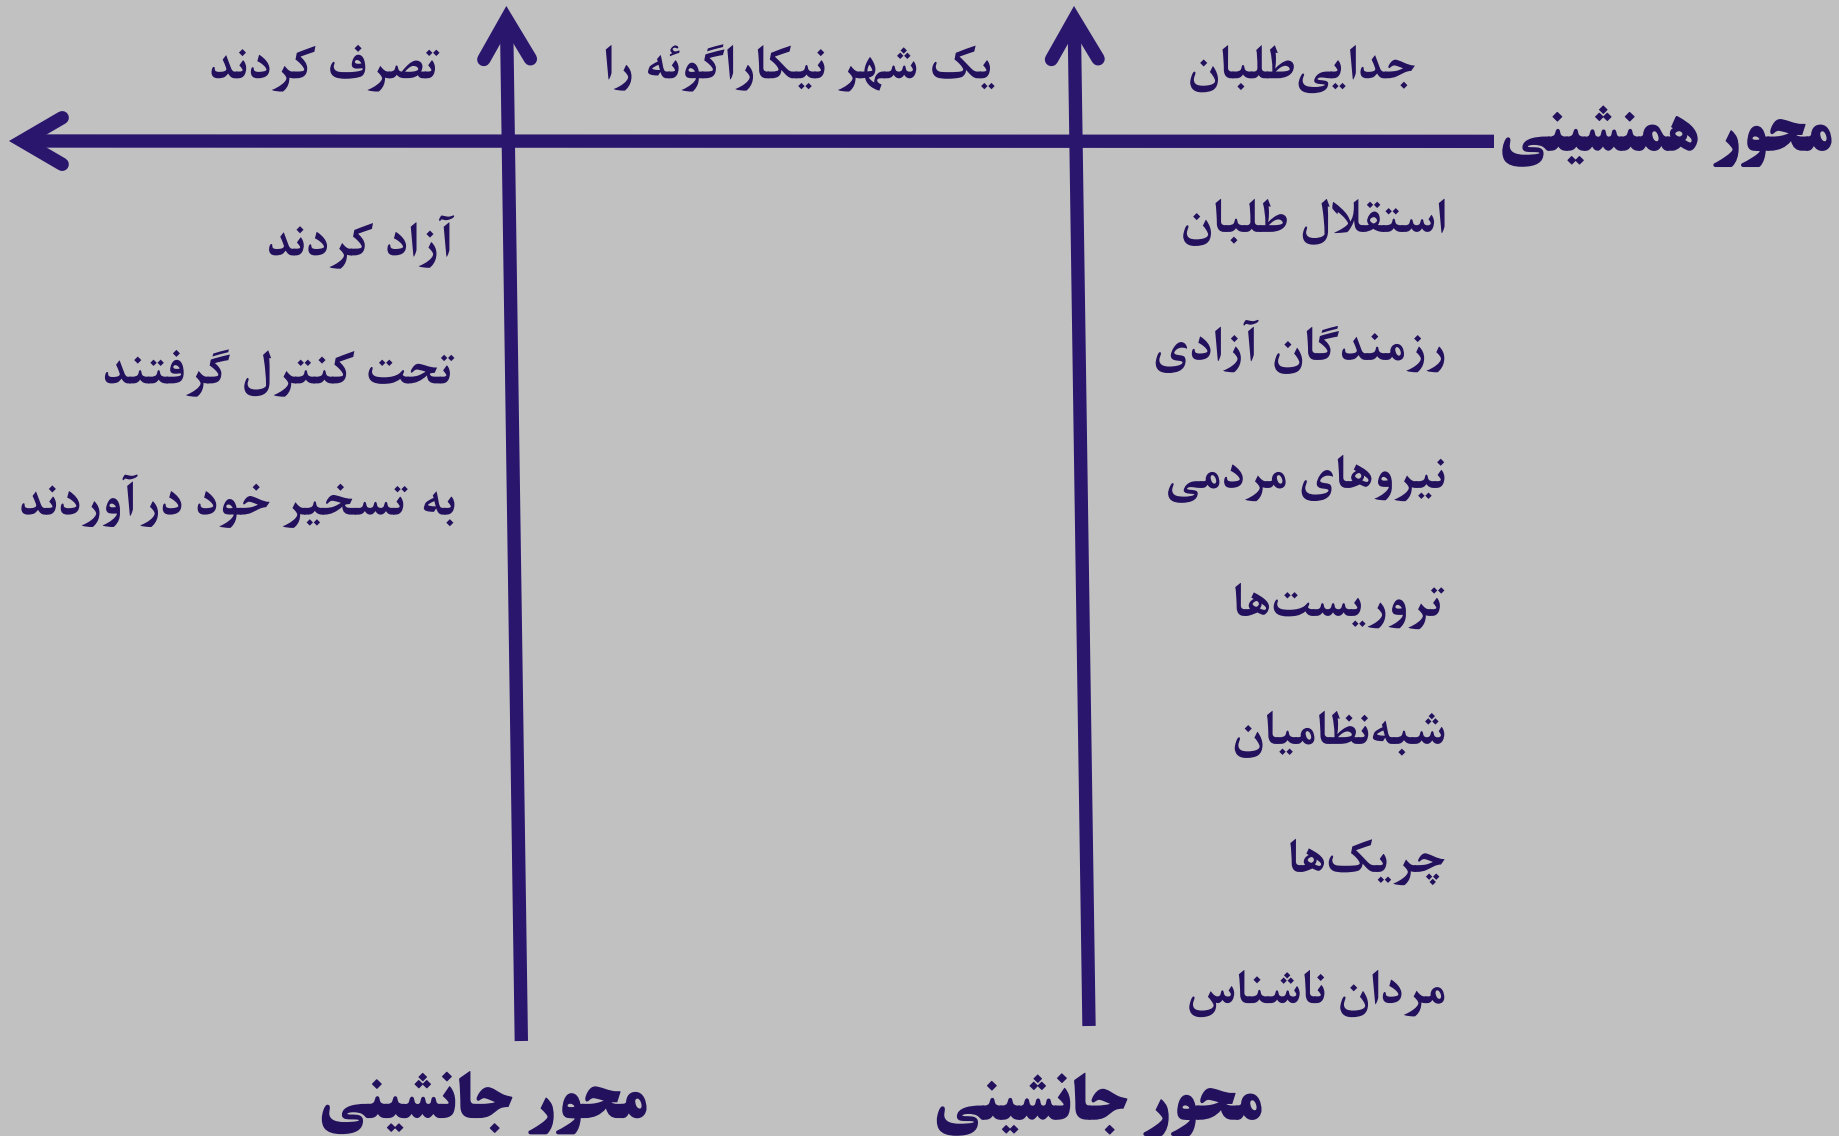 جدایی‌طلبان یک شهر نیکاراگوئه را تصرف کردند
محور همنشینی
استقلال طلبان
آزاد کردند
رزمندگان آزادی
تحت کنترل گرفتند
نیروهای مردمی
به تسخیر خود درآوردند
تروریست‌ها
شبه‌نظامیان
چریک‌ها
مردان ناشناس
محور جانشینی
محور جانشینی